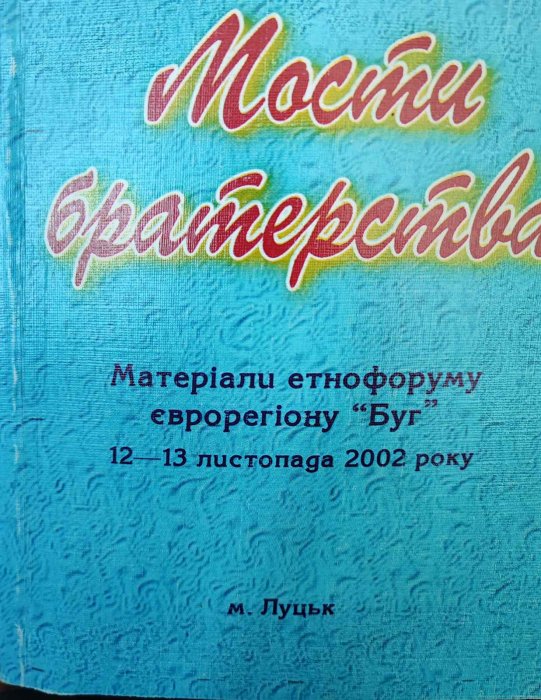 Мости
братерства
Матеріали етнофоруму
єврорегіону “Буг”
12—13 листопада 2002 року
м. Луцьк